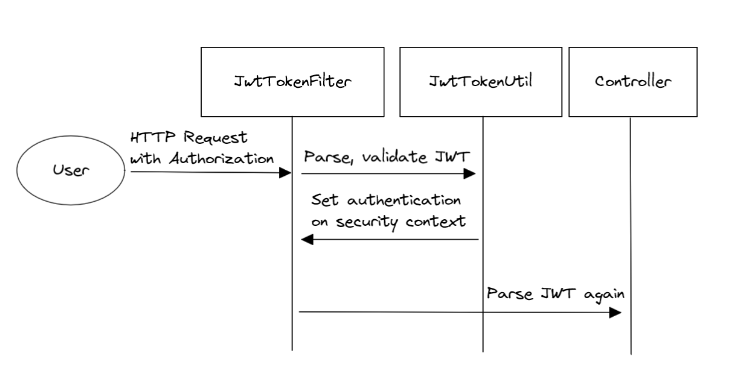 JwtTokenFilter
JwtTokenUtil
Controller
HTTP Request
with Authorization
User
Parse, validate JWT
Set authentication
on security context
Parse JWT again